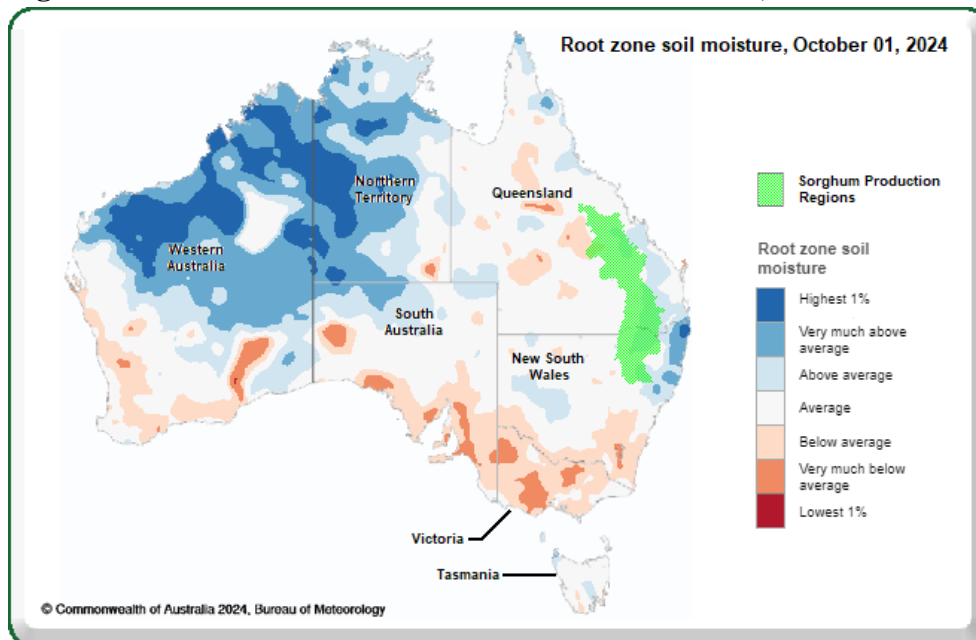 Root zone soil moisture, October 01, 2024
Northern
Territory
Queensland
Western
Australia
South
Australia
New South
Wales
Victoria
Tasmania
Sorghum Production
Regions
Root zone soil
moisture
Highest 1%
Very much above
average
Above average
Average
Below average
Very much below
average
Lowest 1%
© Commonwealth of Australia 2024, Bureau of Meteorology